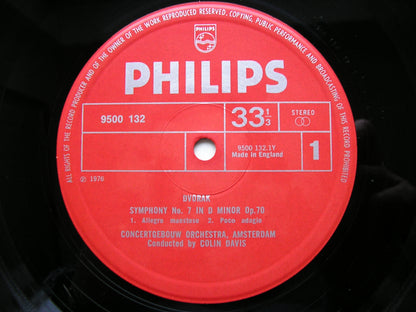 ALL RIGHTS OF THE RECORD PRODUCER AND OF THE OWNER OF THE WORK REPRODUCED RESERVED, COPYING, PUBLIC PERFORMANCE AND BROADCASTING OF THIS RECORD PROHIBITED
PHILIPS
9500 132
33 1/3
STEREO
9500 132.1Y
Made in England
1
℗ 1976
DVORAK
SYMPHONY No. 7 IN D MINOR Op.70
1. Allegro maestoso 2. Poco adagio
CONCERTGEBOUW ORCHESTRA, AMSTERDAM
Conducted by COLIN DAVIS